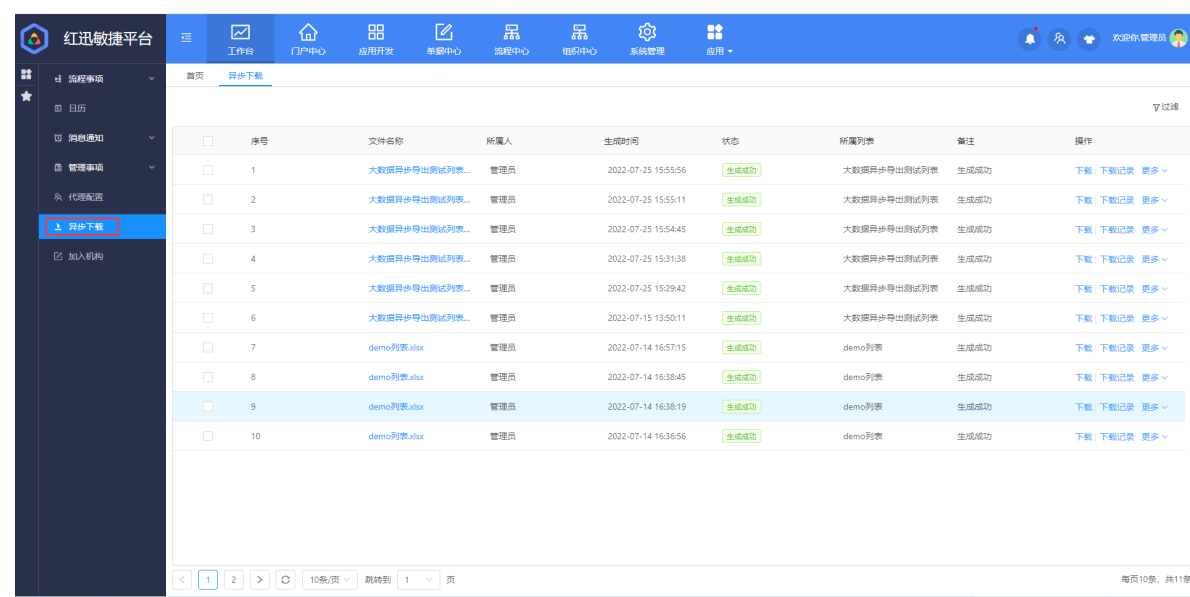 红迅敏捷平台
工作台 门户中心 应用开发 单据中心 流程中心 组织中心 系统管理 应用
欢迎你,管理员
流程事项
日历
消息通知
管理事项
代理配置
异步下载
加入机构
首页 异步下载
过滤
序号 文件名称 所属人 生成时间 状态 所属列表 备注 操作
1 大数据异步导出测试列表... 管理员 2022-07-25 15:55:56 生成成功 大数据异步导出测试列表 生成成功 下载 下载记录 更多
2 大数据异步导出测试列表... 管理员 2022-07-25 15:55:11 生成成功 大数据异步导出测试列表 生成成功 下载 下载记录 更多
3 大数据异步导出测试列表... 管理员 2022-07-25 15:54:45 生成成功 大数据异步导出测试列表 生成成功 下载 下载记录 更多
4 大数据异步导出测试列表... 管理员 2022-07-25 15:31:38 生成成功 大数据异步导出测试列表 生成成功 下载 下载记录 更多
5 大数据异步导出测试列表... 管理员 2022-07-25 15:29:42 生成成功 大数据异步导出测试列表 生成成功 下载 下载记录 更多
6 大数据异步导出测试列表... 管理员 2022-07-15 13:50:11 生成成功 大数据异步导出测试列表 生成成功 下载 下载记录 更多
7 demo列表.xlsx 管理员 2022-07-14 16:57:15 生成成功 demo列表 生成成功 下载 下载记录 更多
8 demo列表.xlsx 管理员 2022-07-14 16:38:45 生成成功 demo列表 生成成功 下载 下载记录 更多
9 demo列表.xlsx 管理员 2022-07-14 16:38:19 生成成功 demo列表 生成成功 下载 下载记录 更多
10 demo列表.xlsx 管理员 2022-07-14 16:36:56 生成成功 demo列表 生成成功 下载 下载记录 更多
1 2 10条/页 跳转到 1 页 每页10条, 共11条